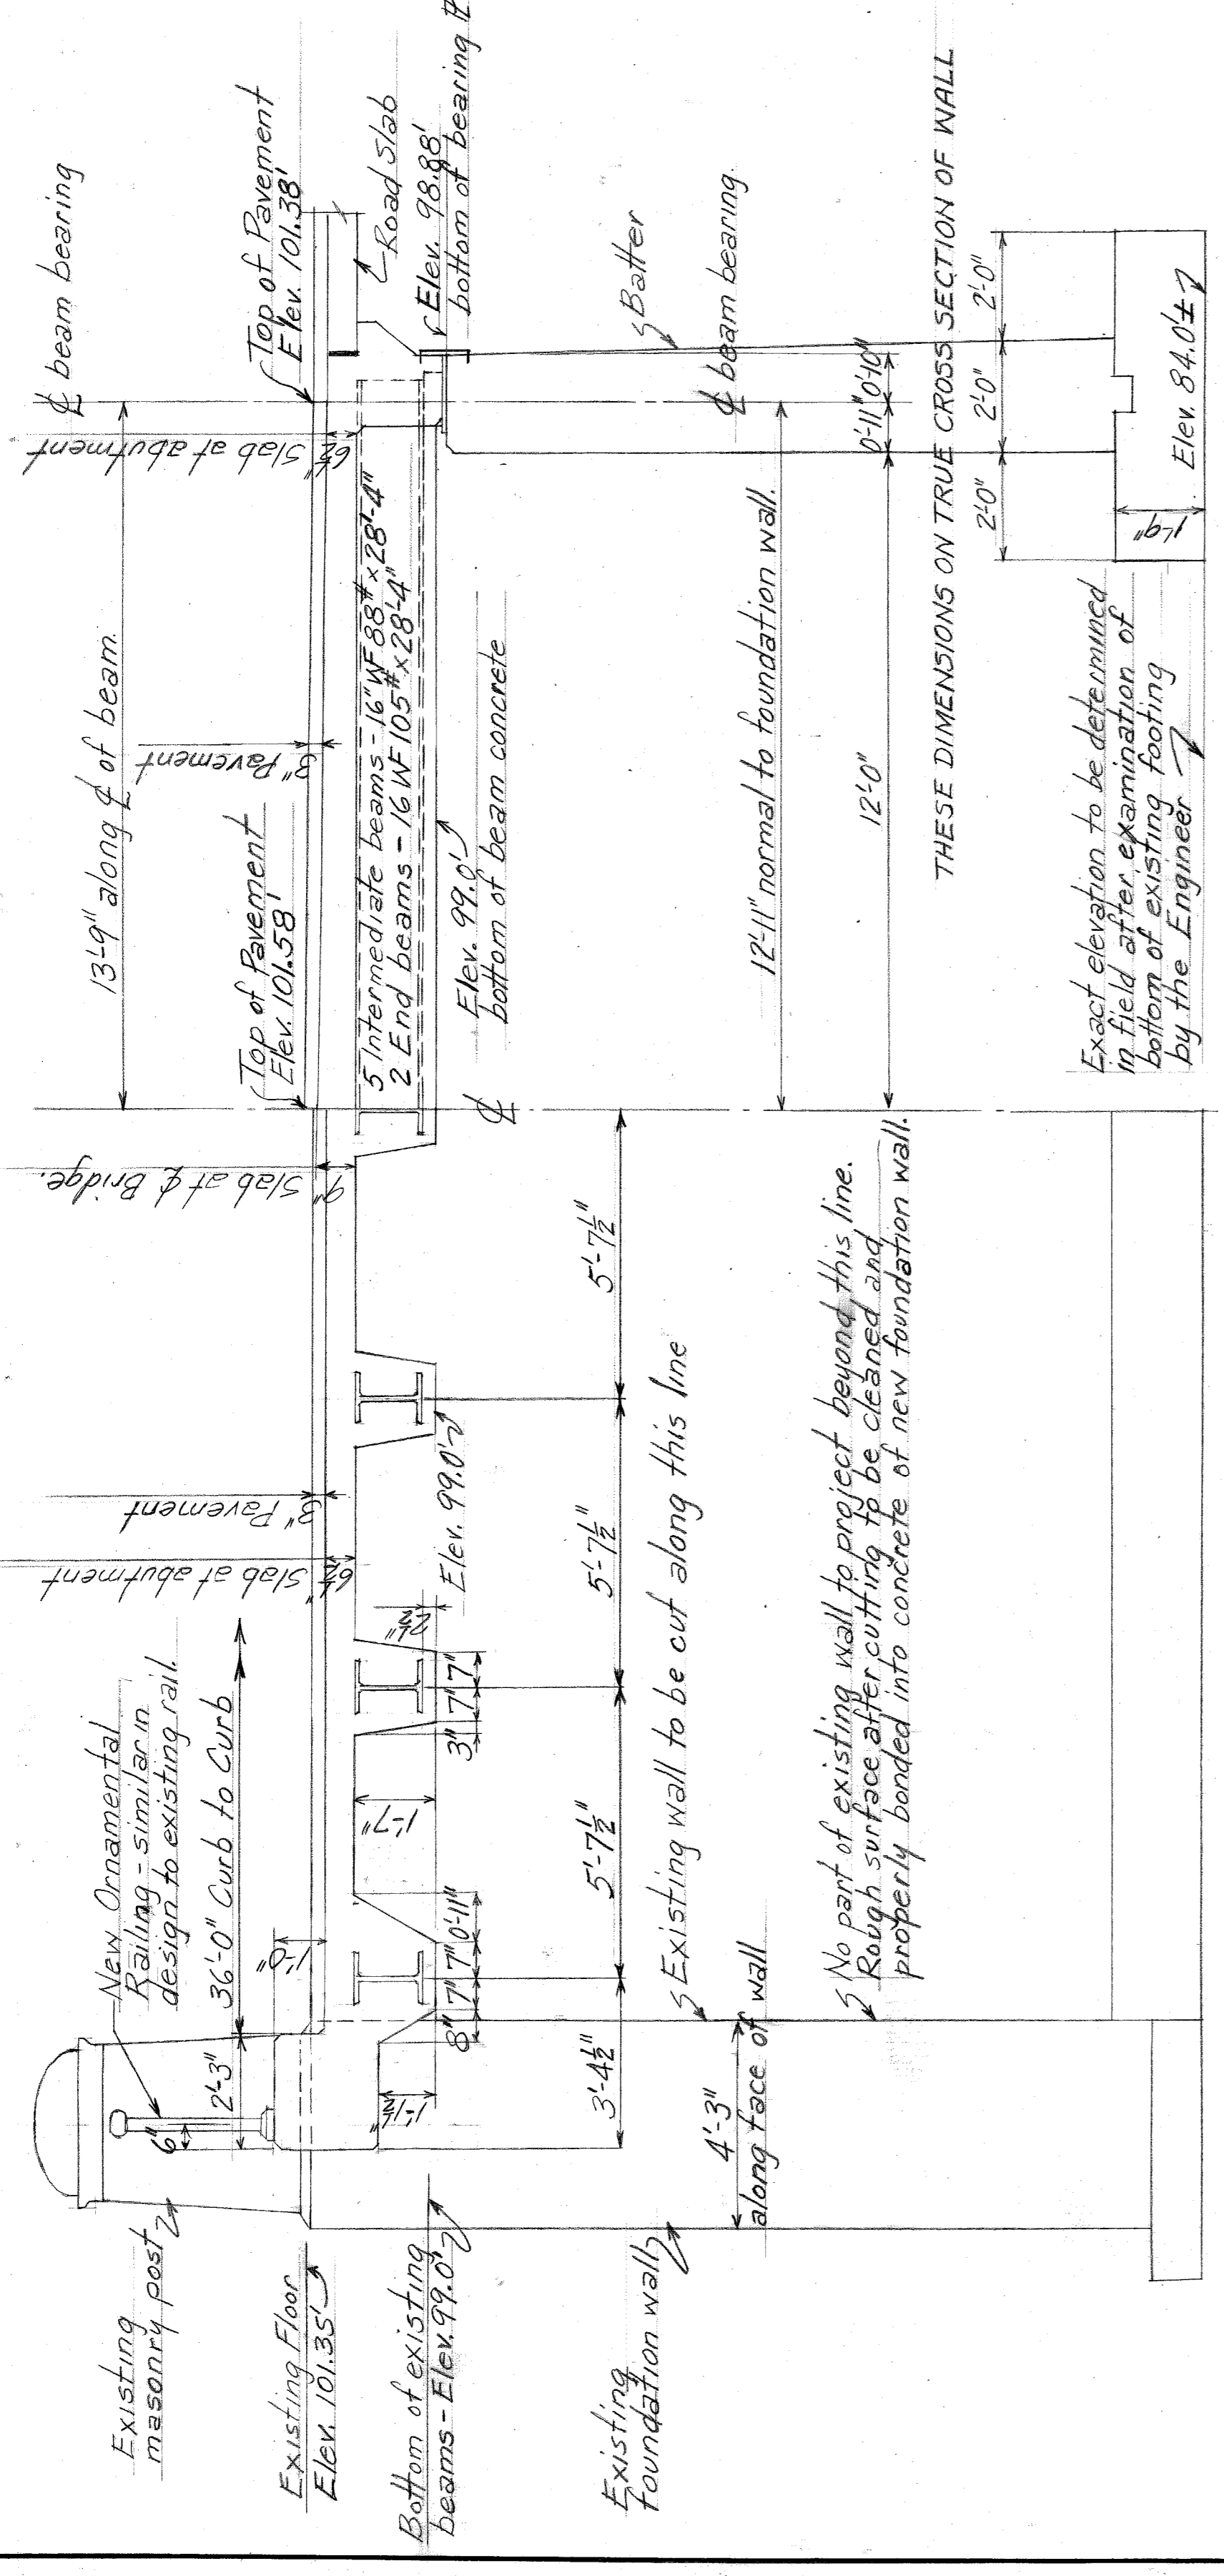 Existing
masonry post
Existing Floor
Elev. 101.35'
Bottom of existing
beams - Elev. 99.0'
Existing
foundation wall
New Ornamental
Railing - similar in
design to existing rail.
36'-0" Curb to Curb
2'-3"
6"
1'-0"
1'-1½"
8"
7"
7"
0'-11"
1'-7"
3"
7"
7"
2½"
Elev. 99.0'
3'-4½"
5'-7½"
5'-7½"
5'-7½"
4'-3"
along face of wall
Existing wall to be cut along this line
No part of existing wall to project beyond this line.
Rough surface after cutting to be cleaned and
properly bonded into concrete of new foundation wall.
6½" Slab at abutment
3" Pavement
9" Slab at ℄ Bridge.
℄
13'-9" along ℄ of beam.
Top of Pavement
Elev. 101.58'
3" Pavement
6½" Slab at abutment
℄ beam bearing
Top of Pavement
Elev. 101.38'
Road Slab
Elev. 98.88'
bottom of bearing ℔
5 Intermediate beams - 16" WF 88# x 28'-4"
2 End beams - 16 WF 105# x 28'-4"
Elev. 99.0'
bottom of beam concrete
Batter
℄ beam bearing
12'-11" normal to foundation wall.
12'-0"
0'-11"
0'-10"
THESE DIMENSIONS ON TRUE CROSS SECTION OF WALL
2'-0"
2'-0"
2'-0"
1'-9"
Elev. 84.0'±
Exact elevation to be determined
in field after examination of
bottom of existing footing
by the Engineer